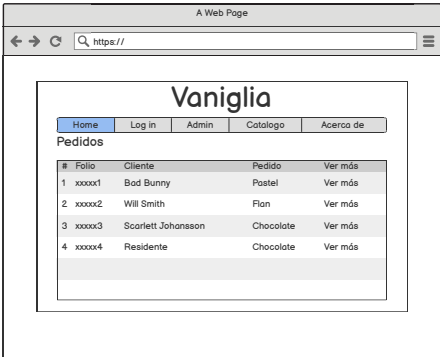 A Web Page
https://
Vaniglia
Home Log in Admin Catalogo Acerca de
Pedidos
# Folio Cliente Pedido Ver más
1 xxxxx1 Bad Bunny Pastel Ver más
2 xxxxx2 Will Smith Flan Ver más
3 xxxxx3 Scarlett Johansson Chocolate Ver más
4 xxxxx4 Residente Chocolate Ver más